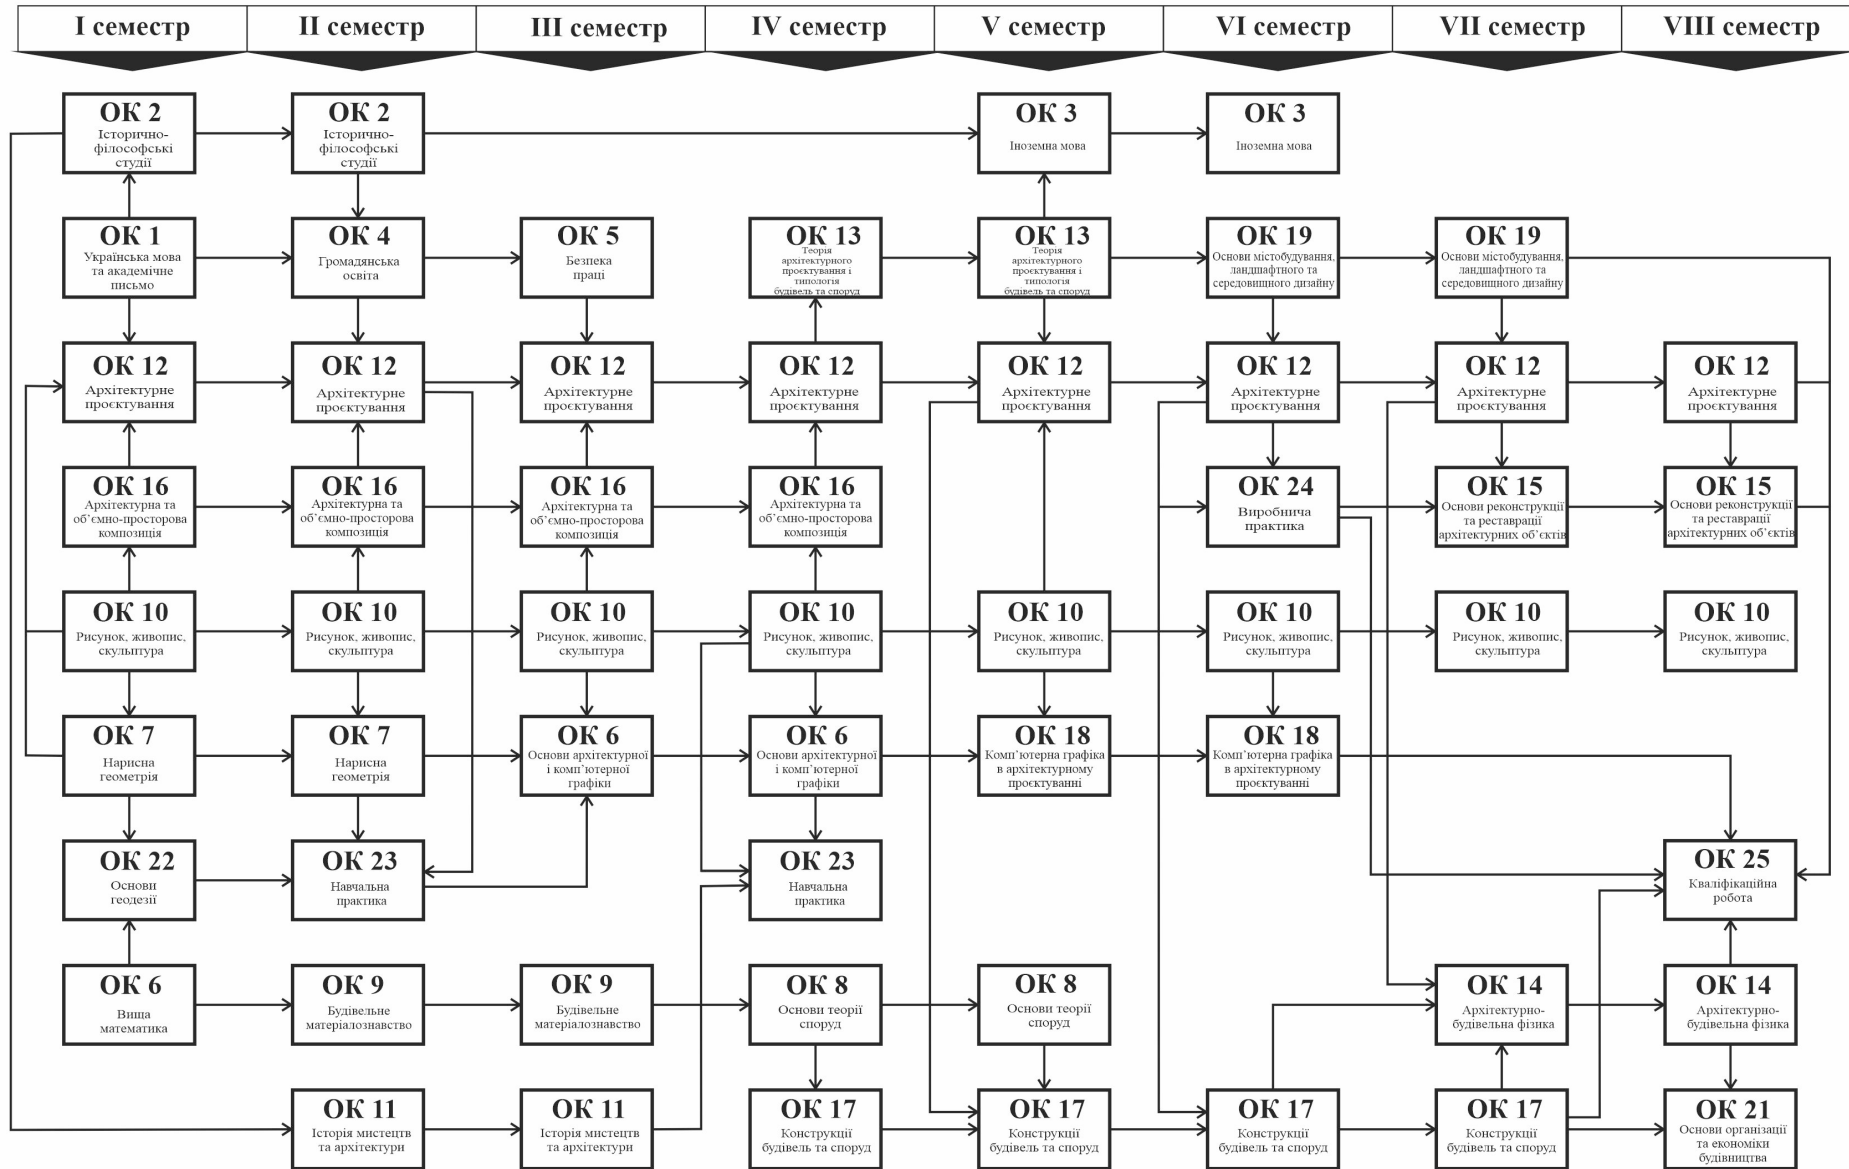 I семестр
II семестр
III семестр
IV семестр
V семестр
VI семестр
VII семестр
VIII семестр
ОК 2
Історично-
філософські
студії
ОК 2
Історично-
філософські
студії
ОК 3
Іноземна мова
ОК 3
Іноземна мова
ОК 1
Українська мова
та академічне
письмо
ОК 4
Громадянська
освіта
ОК 5
Безпека
праці
ОК 13
Теорія
архітектурного
проєктування і
типологія
будівель та споруд
ОК 13
Теорія
архітектурного
проєктування і
типологія
будівель та споруд
ОК 19
Основи містобудування,
ландшафтного та
середовищного дизайну
ОК 19
Основи містобудування,
ландшафтного та
середовищного дизайну
ОК 12
Архітектурне
проєктування
ОК 12
Архітектурне
проєктування
ОК 12
Архітектурне
проєктування
ОК 12
Архітектурне
проєктування
ОК 12
Архітектурне
проєктування
ОК 12
Архітектурне
проєктування
ОК 12
Архітектурне
проєктування
ОК 12
Архітектурне
проєктування
ОК 16
Архітектурна та
об’ємно-просторова
композиція
ОК 16
Архітектурна та
об’ємно-просторова
композиція
ОК 16
Архітектурна та
об’ємно-просторова
композиція
ОК 16
Архітектурна та
об’ємно-просторова
композиція
ОК 24
Виробнича
практика
ОК 15
Основи реконструкції
та реставрації
архітектурних об’єктів
ОК 15
Основи реконструкції
та реставрації
архітектурних об’єктів
ОК 10
Рисунок, живопис,
скульптура
ОК 10
Рисунок, живопис,
скульптура
ОК 10
Рисунок, живопис,
скульптура
ОК 10
Рисунок, живопис,
скульптура
ОК 10
Рисунок, живопис,
скульптура
ОК 10
Рисунок, живопис,
скульптура
ОК 10
Рисунок, живопис,
скульптура
ОК 10
Рисунок, живопис,
скульптура
ОК 7
Нарисна
геометрія
ОК 7
Нарисна
геометрія
ОК 6
Основи архітектурної
і комп’ютерної
графіки
ОК 6
Основи архітектурної
і комп’ютерної
графіки
ОК 18
Комп’ютерна графіка
в архітектурному
проєктуванні
ОК 18
Комп’ютерна графіка
в архітектурному
проєктуванні
ОК 22
Основи
геодезії
ОК 23
Навчальна
практика
ОК 23
Навчальна
практика
ОК 25
Кваліфікаційна
робота
ОК 6
Вища
математика
ОК 9
Будівельне
матеріалознавство
ОК 9
Будівельне
матеріалознавство
ОК 8
Основи теорії
споруд
ОК 8
Основи теорії
споруд
ОК 14
Архітектурно-
будівельна фізика
ОК 14
Архітектурно-
будівельна фізика
ОК 11
Історія мистецтв
та архітектури
ОК 11
Історія мистецтв
та архітектури
ОК 17
Конструкції
будівель та споруд
ОК 17
Конструкції
будівель та споруд
ОК 17
Конструкції
будівель та споруд
ОК 17
Конструкції
будівель та споруд
ОК 21
Основи організації
та економіки
будівництва